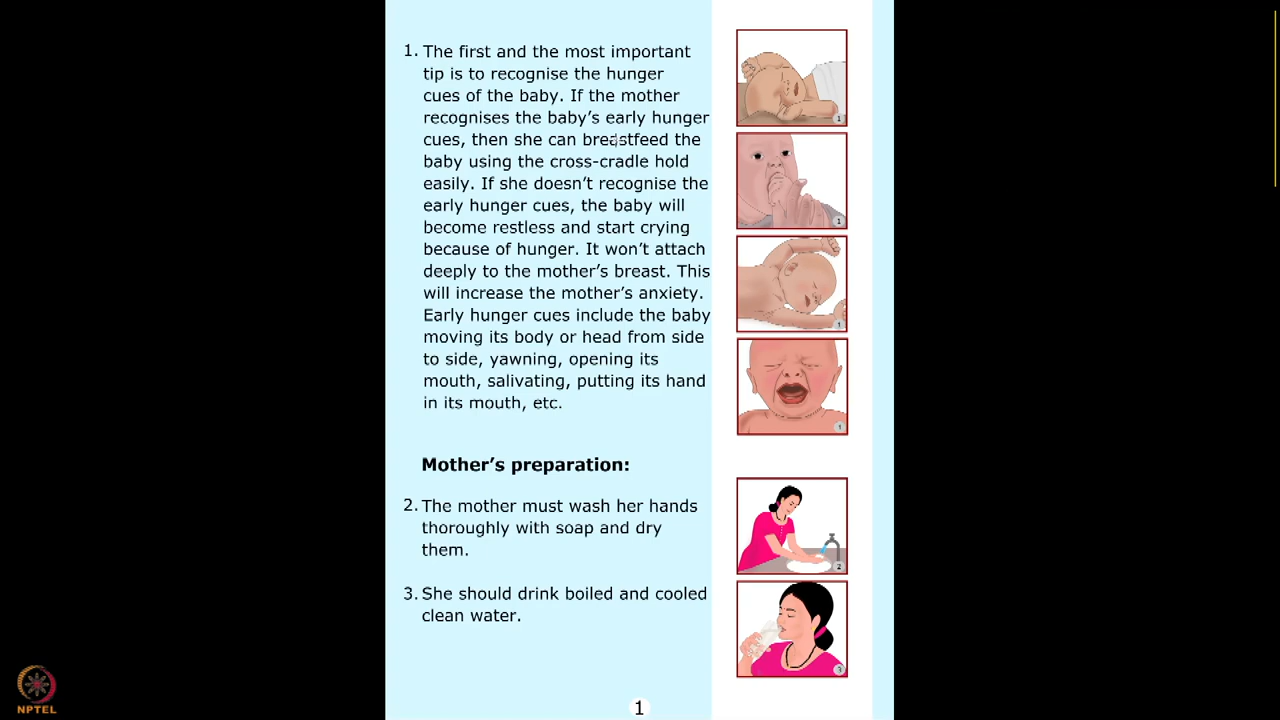 1. The first and the most important
tip is to recognise the hunger
cues of the baby. If the mother
recognises the baby's early hunger
cues, then she can breastfeed the
baby using the cross-cradle hold
easily. If she doesn't recognise the
early hunger cues, the baby will
become restless and start crying
because of hunger. It won't attach
deeply to the mother's breast. This
will increase the mother's anxiety.
Early hunger cues include the baby
moving its body or head from side
to side, yawning, opening its
mouth, salivating, putting its hand
in its mouth, etc.
1
1
1
1
Mother's preparation:
2. The mother must wash her hands
thoroughly with soap and dry
them.
2
3. She should drink boiled and cooled
clean water.
3
NPTEL
1